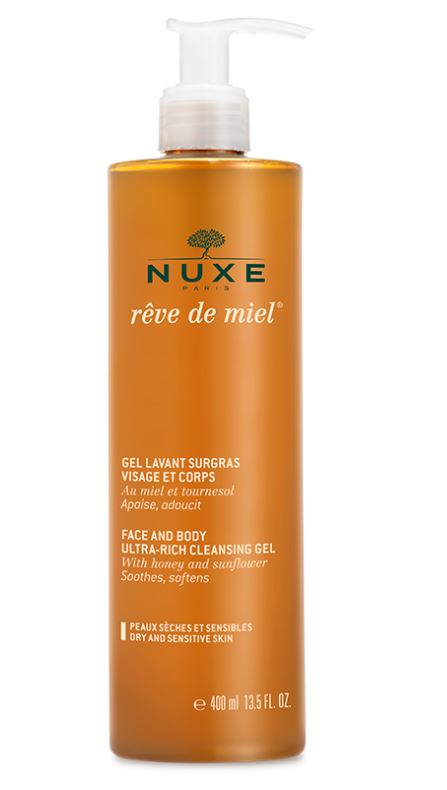 NUXE
PARIS
rêve de miel®
GEL LAVANT SURGRAS
VISAGE ET CORPS
Au miel et tournesol
Apaise, adoucit
FACE AND BODY
ULTRA-RICH CLEANSING GEL
With honey and sunflower
Soothes, softens
PEAUX SÈCHES ET SENSIBLES
DRY AND SENSITIVE SKIN
℮ 400 ml 13.5 FL. OZ.